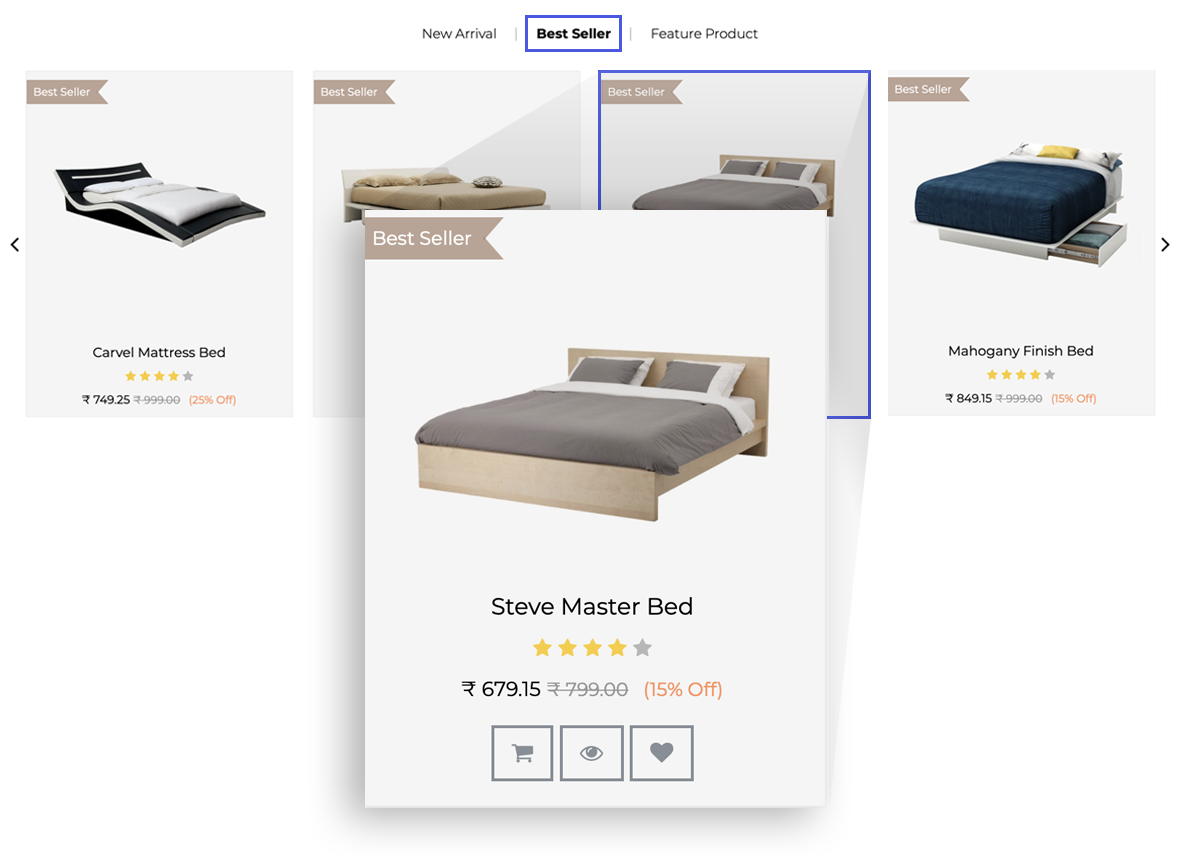 New Arrival | Best Seller | Feature Product
Best Seller
Best Seller
Best Seller
Best Seller
Best Seller
Carvel Mattress Bed
₹ 749.25 ₹ 999.00 (25% Off)
Mahogany Finish Bed
₹ 849.15 ₹ 999.00 (15% Off)
Steve Master Bed
₹ 679.15 ₹ 799.00 (15% Off)